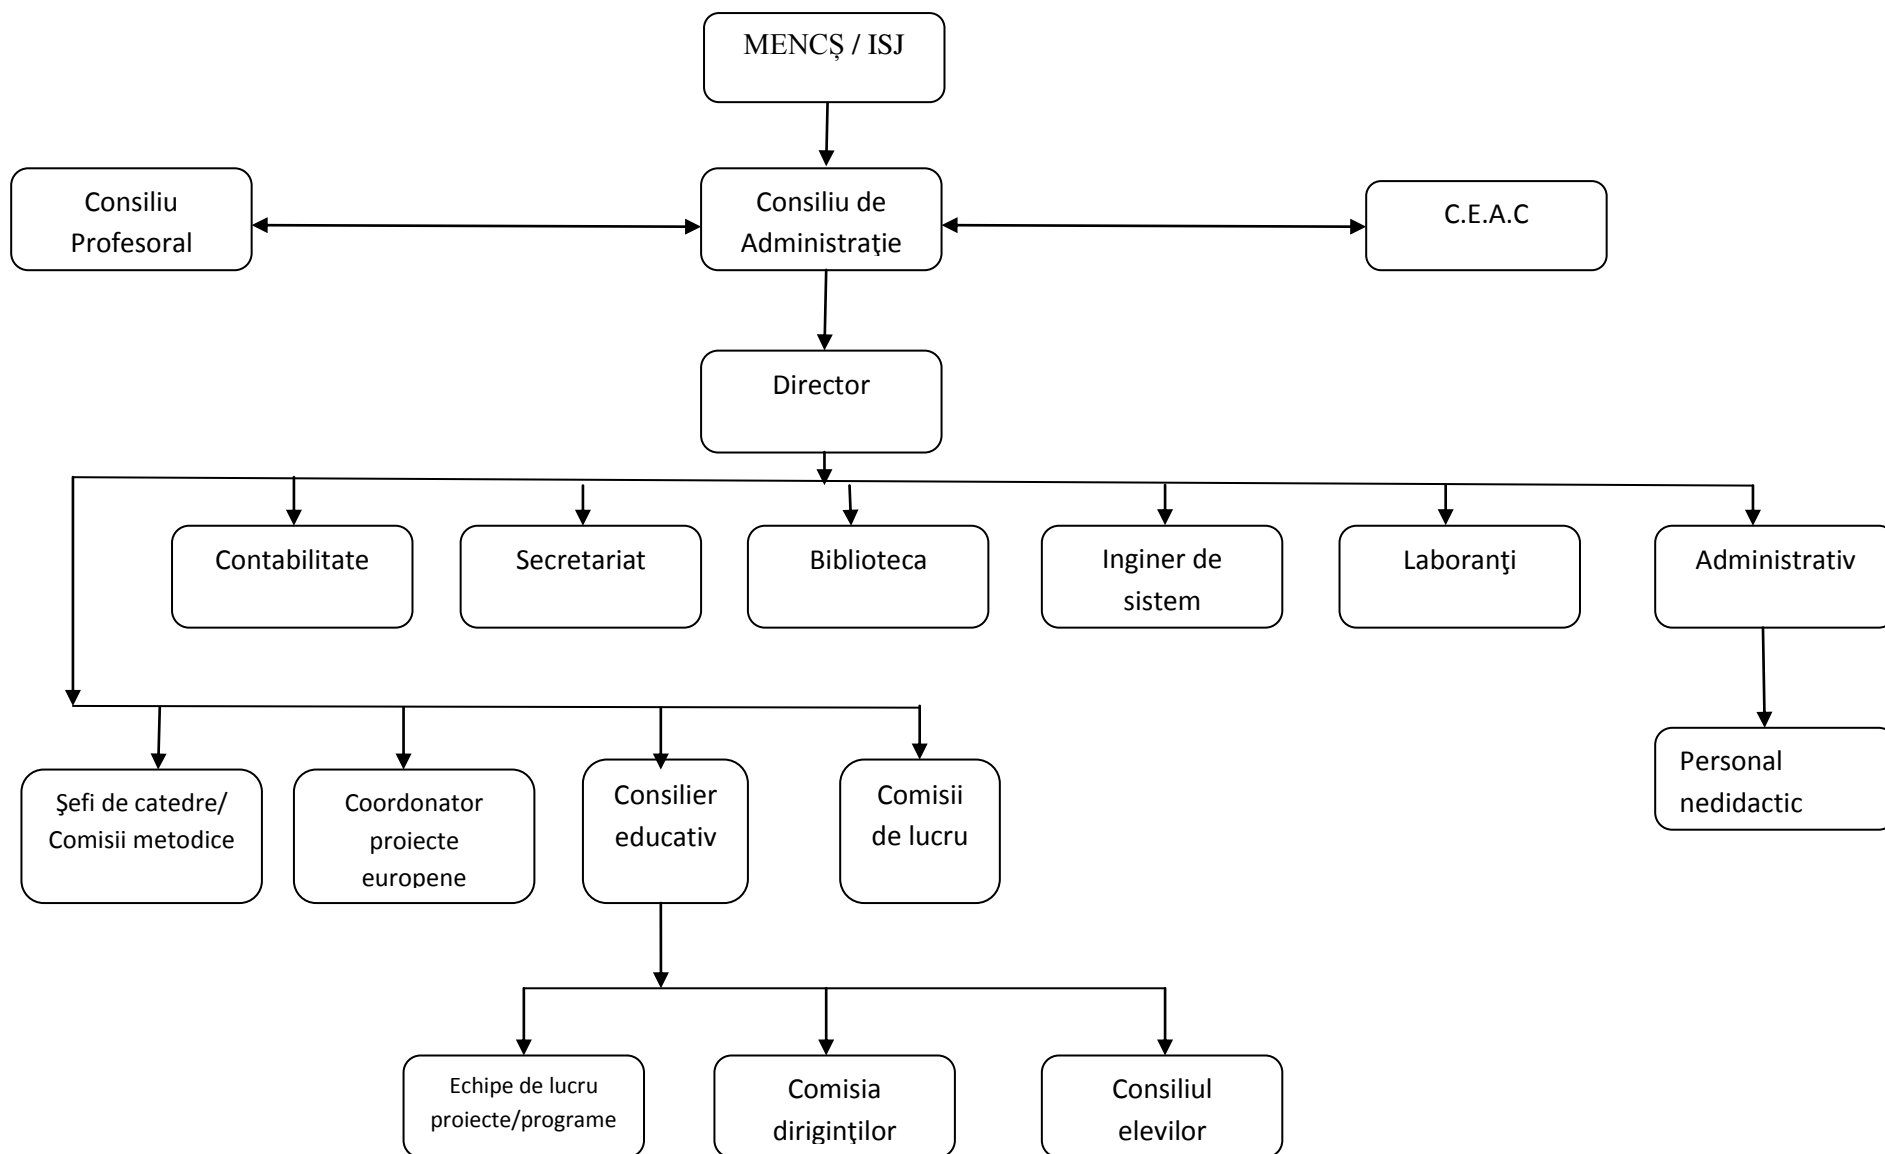 MENCȘ / ISJ
Consiliu
Profesoral
Consiliu de
Administraţie
C.E.A.C
Director
Contabilitate
Secretariat
Biblioteca
Inginer de
sistem
Laboranţi
Administrativ
Personal
nedidactic
Şefi de catedre/
Comisii metodice
Coordonator
proiecte
europene
Consilier
educativ
Comisii
de lucru
Echipe de lucru
proiecte/programe
Comisia
diriginţilor
Consiliul
elevilor